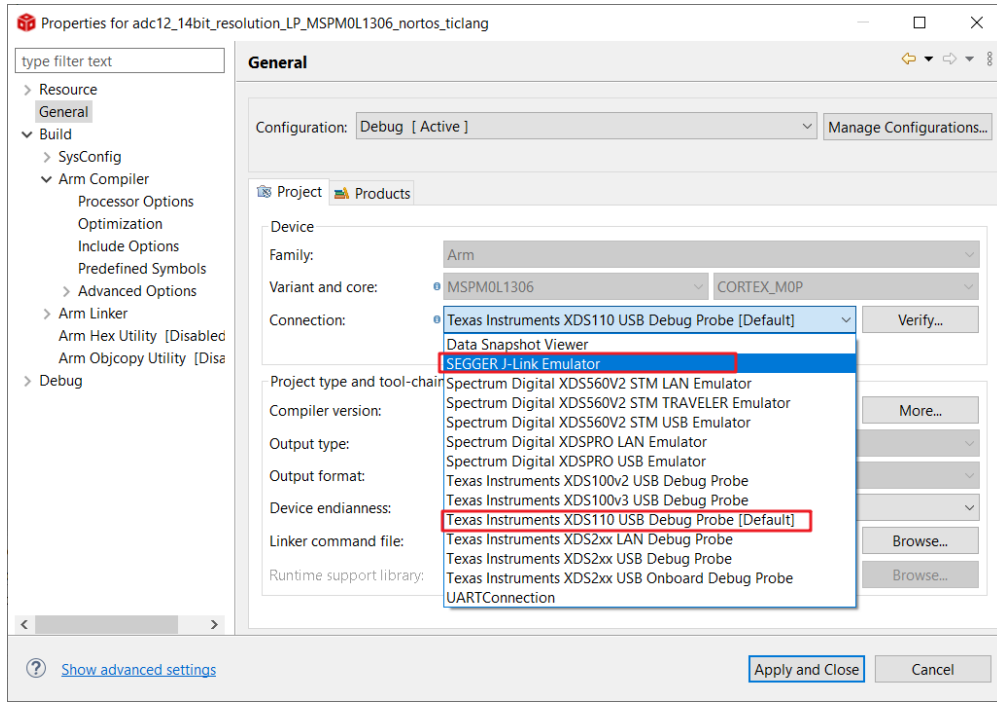 Properties for adc12_14bit_resolution_LP_MSPM0L1306_nortos_ticlang
type filter text
Resource
General
Build
SysConfig
Arm Compiler
Processor Options
Optimization
Include Options
Predefined Symbols
Advanced Options
Arm Linker
Arm Hex Utility [Disabled
Arm Objcopy Utility [Disa
Debug
General
Configuration: Debug [ Active ]
Manage Configurations...
Project
Products
Device
Family: Arm
Variant and core: MSPM0L1306 CORTEX_M0P
Connection: Texas Instruments XDS110 USB Debug Probe [Default] Verify...
Data Snapshot Viewer
SEGGER J-Link Emulator
Spectrum Digital XDS560V2 STM LAN Emulator
Spectrum Digital XDS560V2 STM TRAVELER Emulator
Spectrum Digital XDS560V2 STM USB Emulator
Spectrum Digital XDSPRO LAN Emulator
Spectrum Digital XDSPRO USB Emulator
Texas Instruments XDS100v2 USB Debug Probe
Texas Instruments XDS100v3 USB Debug Probe
Texas Instruments XDS110 USB Debug Probe [Default]
Texas Instruments XDS2xx LAN Debug Probe
Texas Instruments XDS2xx USB Debug Probe
Texas Instruments XDS2xx USB Onboard Debug Probe
UARTConnection
Project type and tool-chain
Compiler version: More...
Output type:
Output format:
Device endianness:
Linker command file: Browse...
Runtime support library: Browse...
Show advanced settings
Apply and Close
Cancel